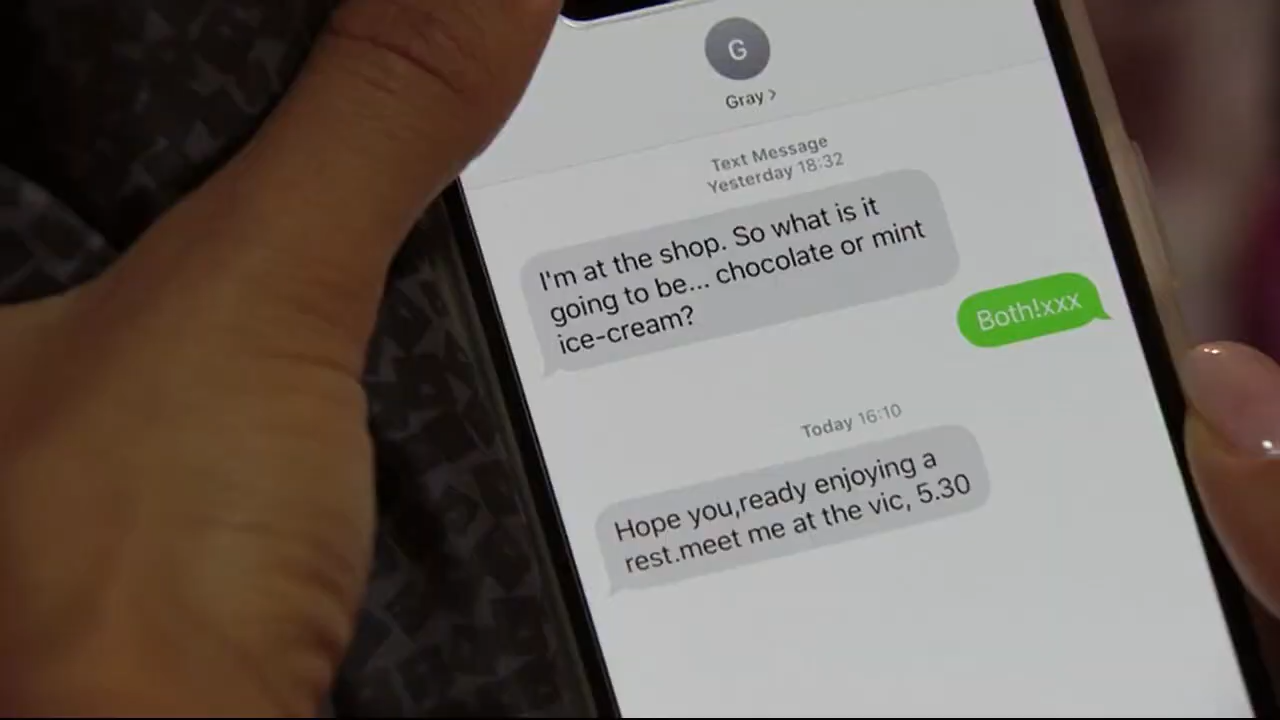 G
Gray >
Text Message
Yesterday 18:32
I'm at the shop. So what is it
going to be... chocolate or mint
ice-cream?
Both!xxx
Today 16:10
Hope you,ready enjoying a
rest.meet me at the vic, 5.30